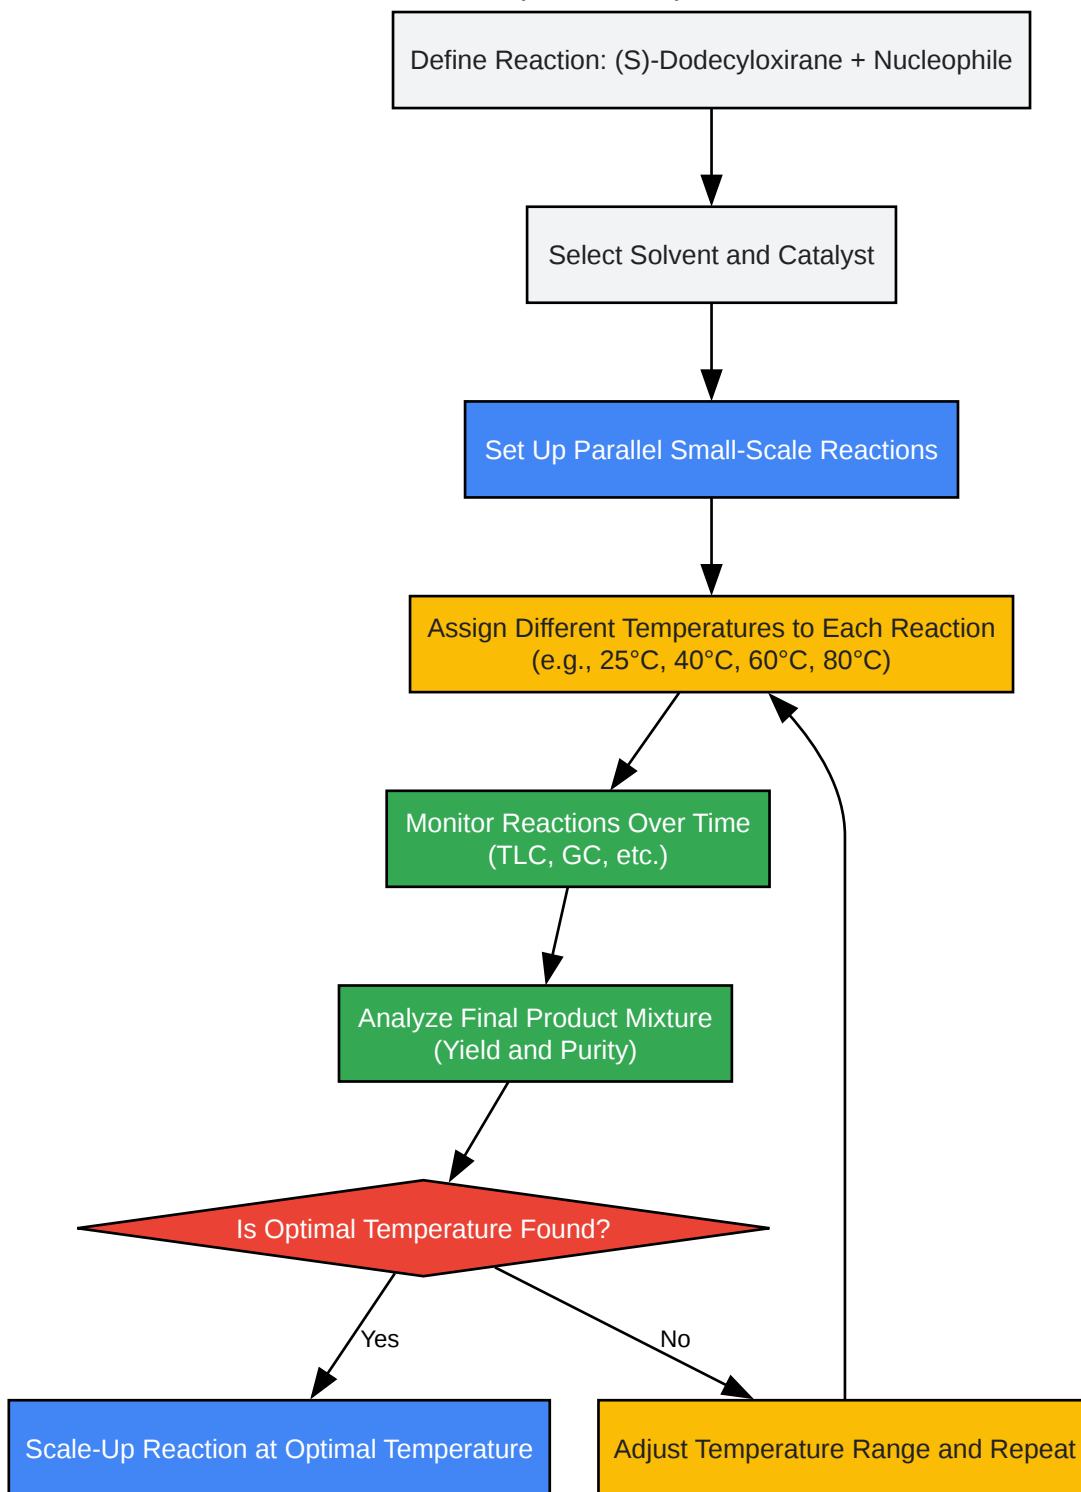 Define Reaction: (S)-Dodecyloxirane + Nucleophile
Select Solvent and Catalyst
Set Up Parallel Small-Scale Reactions
Assign Different Temperatures to Each Reaction
(e.g., 25°C, 40°C, 60°C, 80°C)
Monitor Reactions Over Time
(TLC, GC, etc.)
Analyze Final Product Mixture
(Yield and Purity)
Is Optimal Temperature Found?
Yes
No
Scale-Up Reaction at Optimal Temperature
Adjust Temperature Range and Repeat